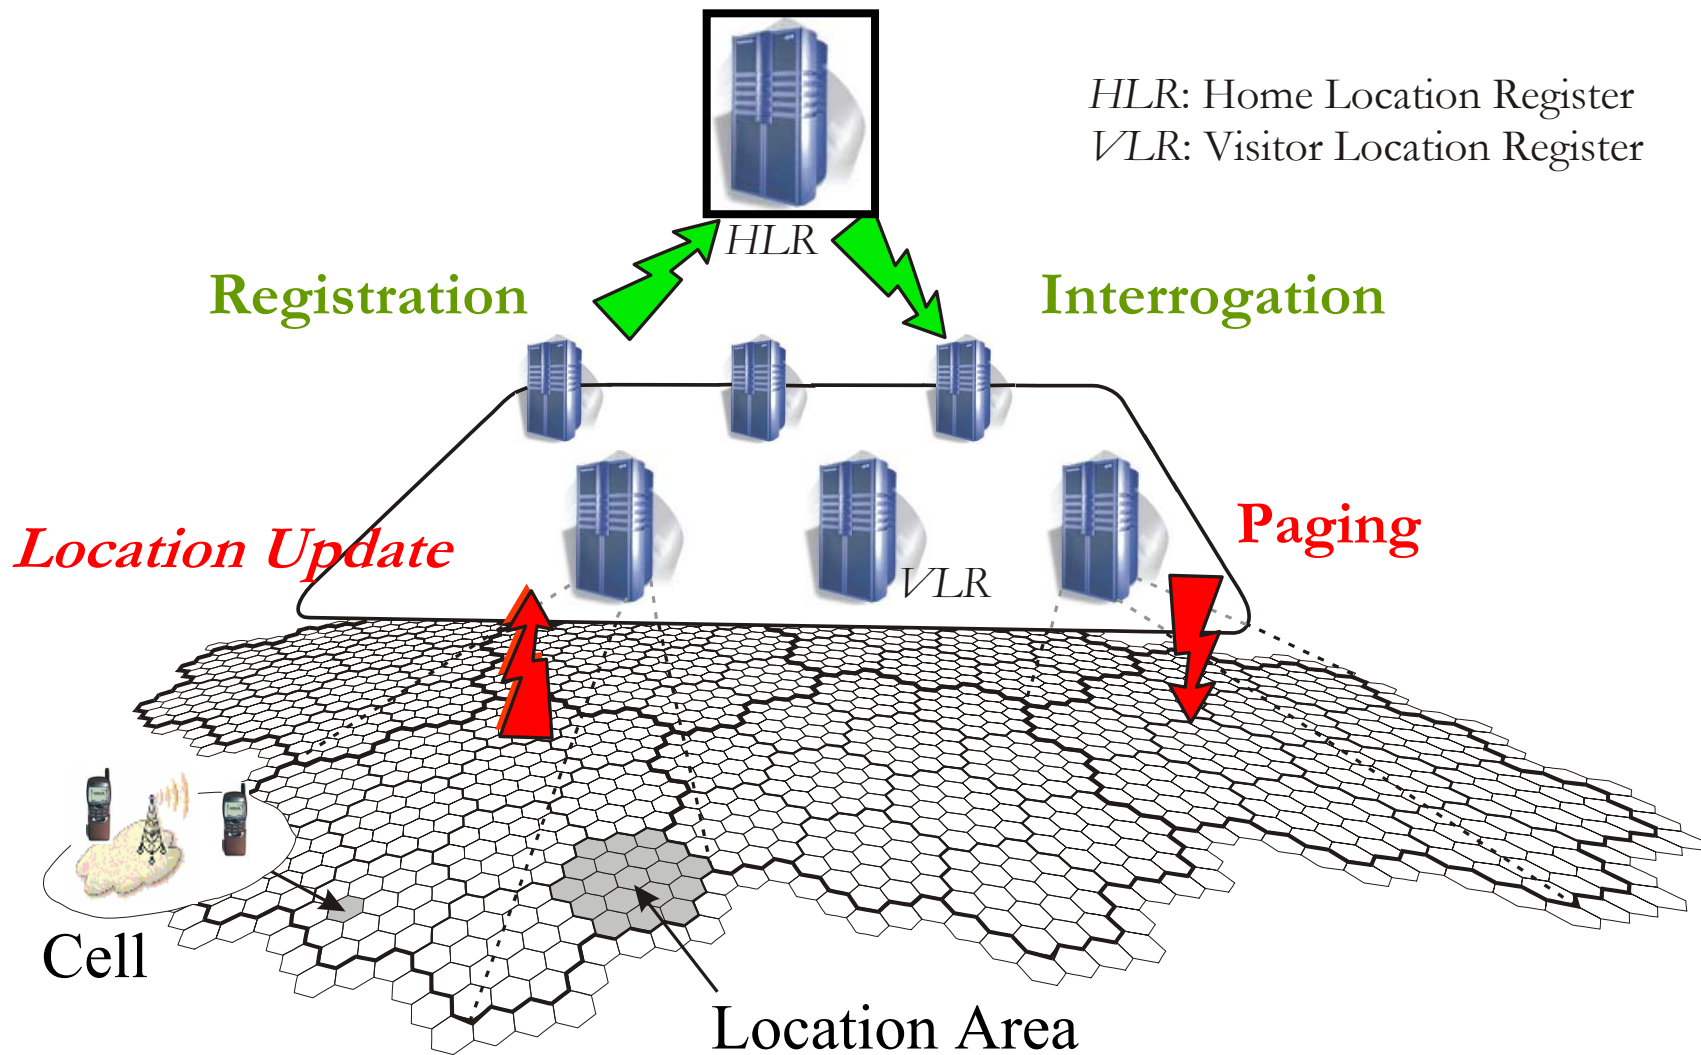 HLR: Home Location Register
VLR: Visitor Location Register
HLR
Registration
Interrogation
Location Update
Paging
VLR
Cell
Location Area